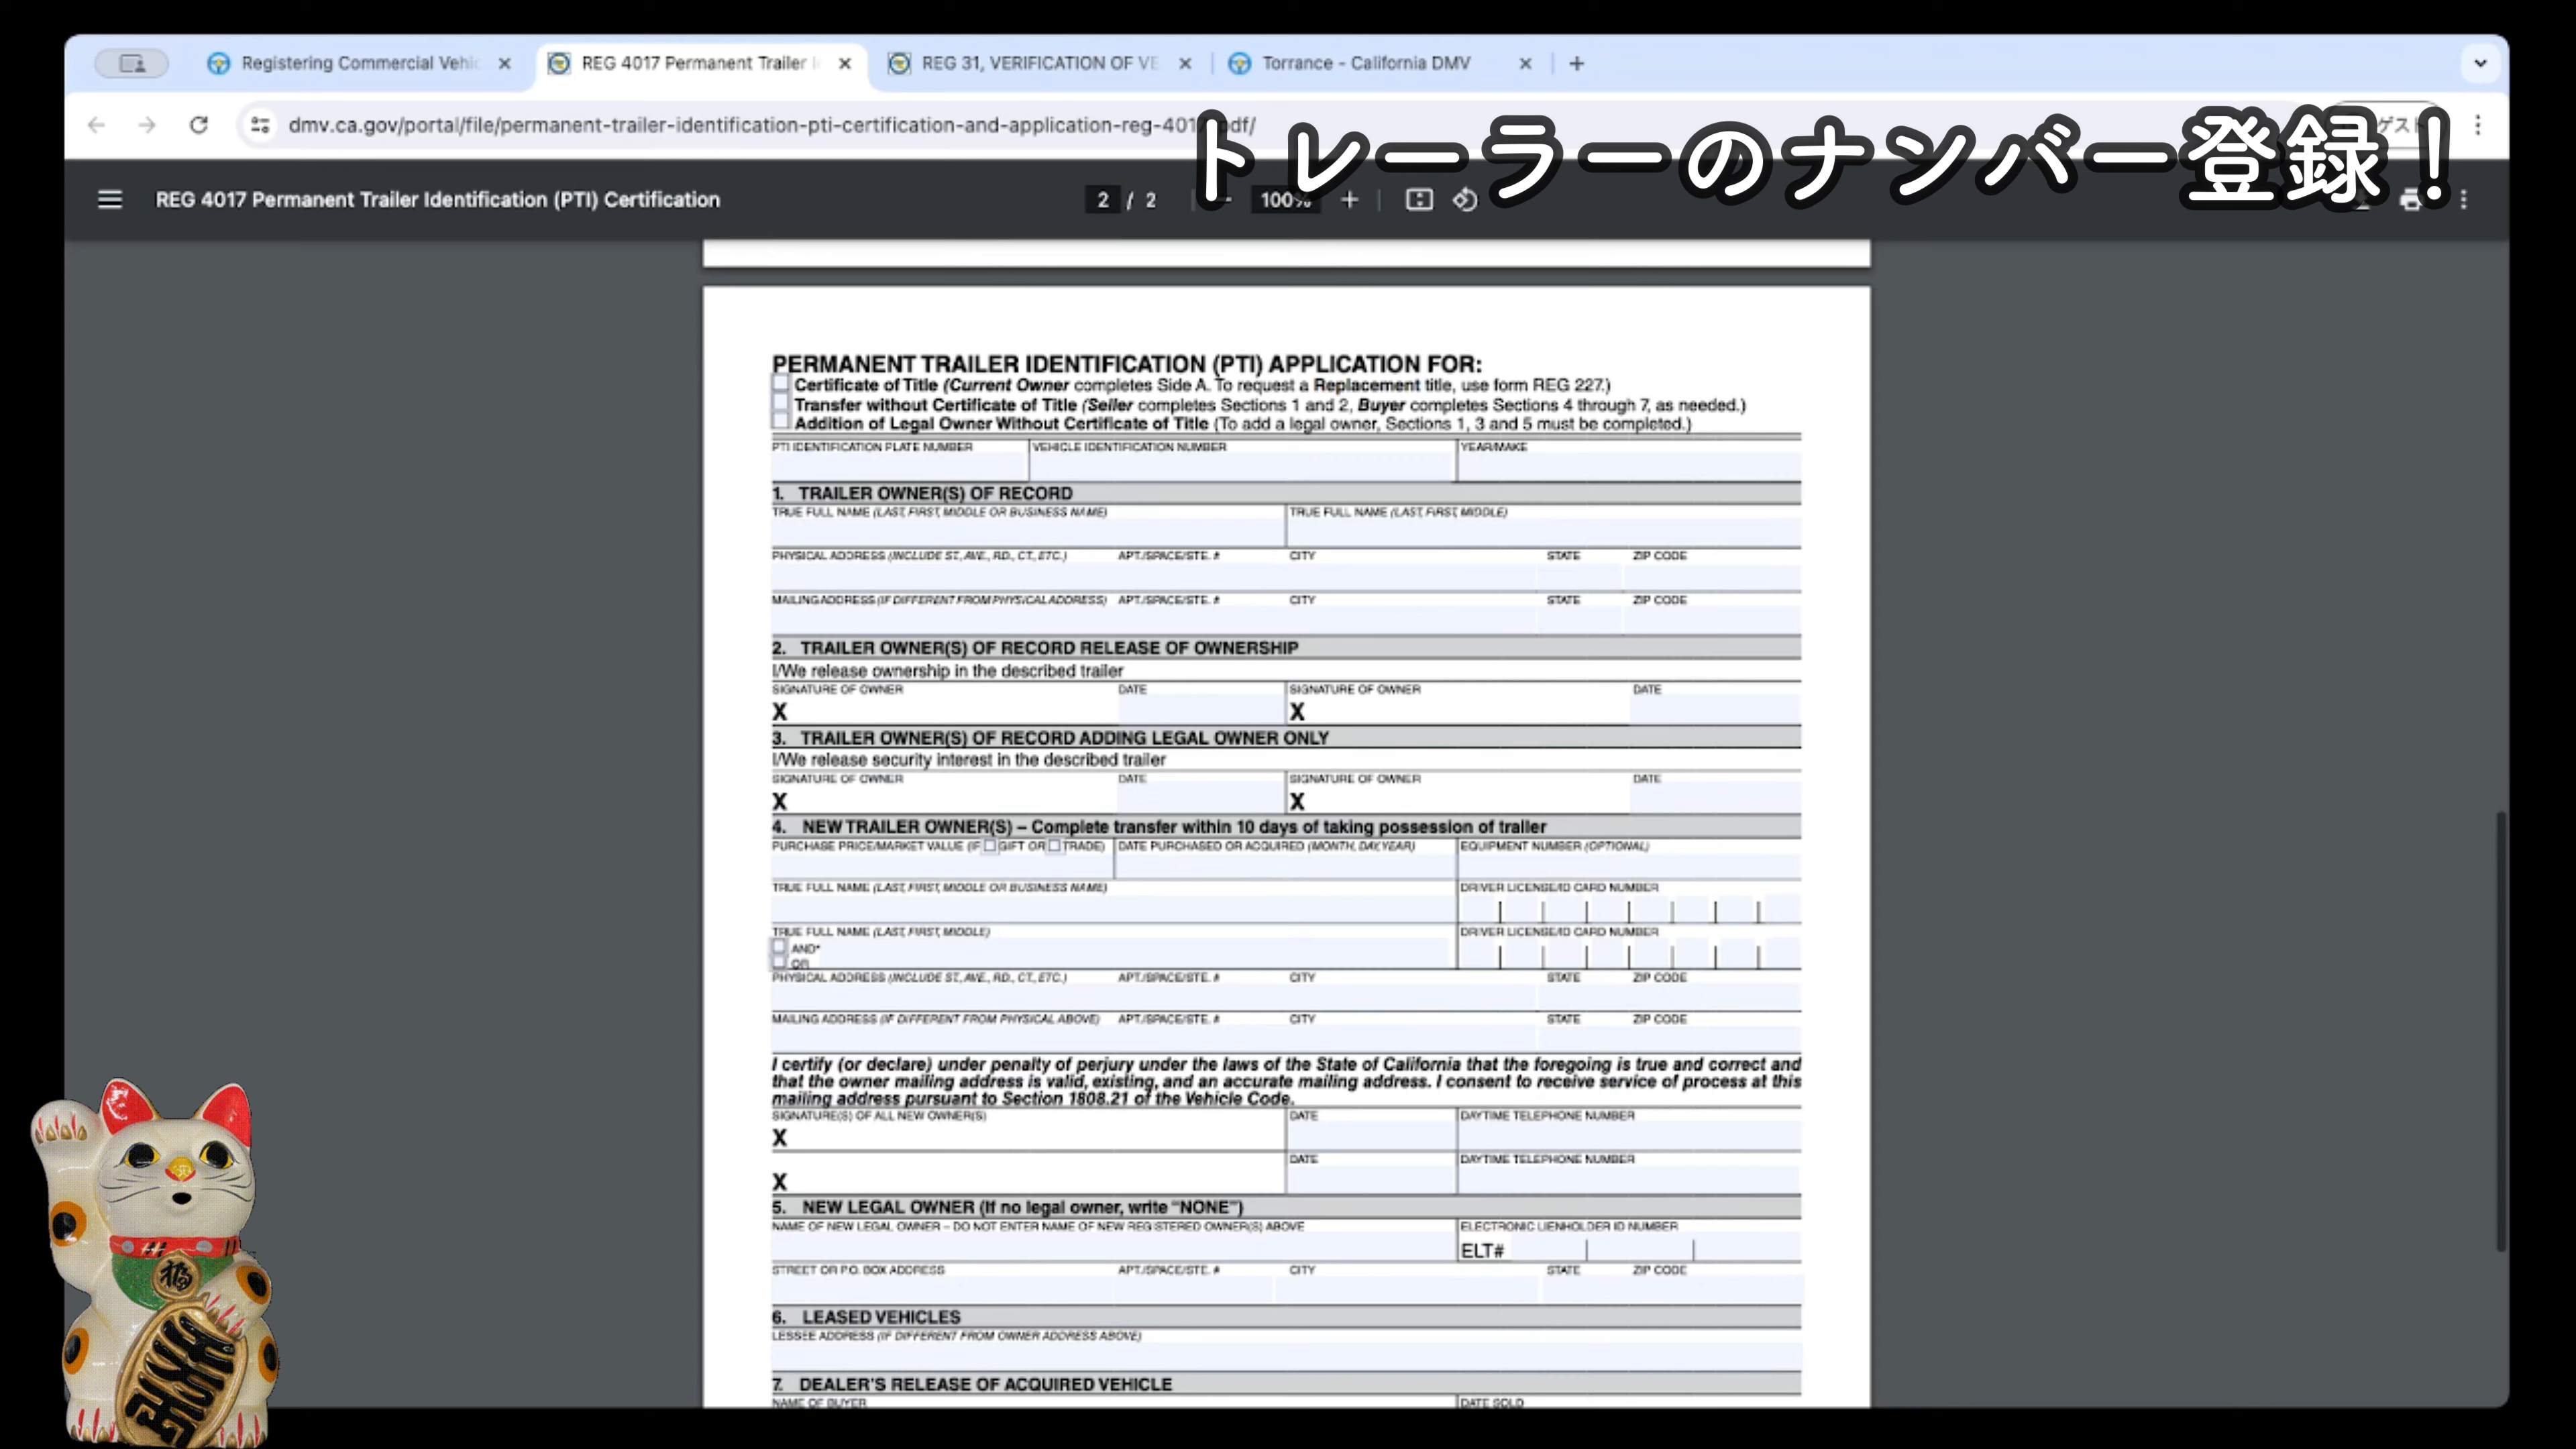 Registering Commercial Vehic
REG 4017 Permanent Trailer I
REG 31, VERIFICATION OF VE
Torrance - California DMV
dmv.ca.gov/portal/file/permanent-trailer-identification-pti-certification-and-application-reg-401 pdf/
トレーラーのナンバー登録！
REG 4017 Permanent Trailer Identification (PTI) Certification
2 / 2
100%
PERMANENT TRAILER IDENTIFICATION (PTI) APPLICATION FOR:
Certificate of Title (Current Owner completes Side A. To request a Replacement title, use form REG 227.)
Transfer without Certificate of Title (Seller completes Sections 1 and 2, Buyer completes Sections 4 through 7, as needed.)
Addition of Legal Owner Without Certificate of Title (To add a legal owner, Sections 1, 3 and 5 must be completed.)
PTI IDENTIFICATION PLATE NUMBER VEHICLE IDENTIFICATION NUMBER YEAR/MAKE
1. TRAILER OWNER(S) OF RECORD
TRUE FULL NAME (LAST, FIRST, MIDDLE OR BUSINESS NAME) TRUE FULL NAME (LAST, FIRST, MIDDLE)
PHYSICAL ADDRESS (INCLUDE ST., AVE., RD., CT., ETC.) APT./SPACE/STE. # CITY STATE ZIP CODE
MAILING ADDRESS (IF DIFFERENT FROM PHYSICAL ADDRESS) APT./SPACE/STE. # CITY STATE ZIP CODE
2. TRAILER OWNER(S) OF RECORD RELEASE OF OWNERSHIP
I/We release ownership in the described trailer
SIGNATURE OF OWNER DATE SIGNATURE OF OWNER DATE
X X
3. TRAILER OWNER(S) OF RECORD ADDING LEGAL OWNER ONLY
I/We release security interest in the described trailer
SIGNATURE OF OWNER DATE SIGNATURE OF OWNER DATE
X X
4. NEW TRAILER OWNER(S) – Complete transfer within 10 days of taking possession of trailer
PURCHASE PRICE/MARKET VALUE (IF GIFT OR TRADE) DATE PURCHASED OR ACQUIRED (MONTH, DAY, YEAR) EQUIPMENT NUMBER (OPTIONAL)
TRUE FULL NAME (LAST, FIRST, MIDDLE OR BUSINESS NAME) DRIVER LICENSE/ID CARD NUMBER
TRUE FULL NAME (LAST, FIRST, MIDDLE) DRIVER LICENSE/ID CARD NUMBER
AND*
OR
PHYSICAL ADDRESS (INCLUDE ST., AVE., RD., CT., ETC.) APT./SPACE/STE. # CITY STATE ZIP CODE
MAILING ADDRESS (IF DIFFERENT FROM PHYSICAL ABOVE) APT./SPACE/STE. # CITY STATE ZIP CODE
I certify (or declare) under penalty of perjury under the laws of the State of California that the foregoing is true and correct and
that the owner mailing address is valid, existing, and an accurate mailing address. I consent to receive service of process at this
mailing address pursuant to Section 1808.21 of the Vehicle Code.
SIGNATURE(S) OF ALL NEW OWNER(S) DATE DAYTIME TELEPHONE NUMBER
X
DATE DAYTIME TELEPHONE NUMBER
X
5. NEW LEGAL OWNER (If no legal owner, write "NONE")
NAME OF NEW LEGAL OWNER – DO NOT ENTER NAME OF NEW REGISTERED OWNER(S) ABOVE ELECTRONIC LIENHOLDER ID NUMBER
ELT#
STREET OR P.O. BOX ADDRESS APT./SPACE/STE. # CITY STATE ZIP CODE
6. LEASED VEHICLES
LESSEE ADDRESS (IF DIFFERENT FROM OWNER ADDRESS ABOVE)
7. DEALER'S RELEASE OF ACQUIRED VEHICLE
NAME OF BUYER DATE SOLD